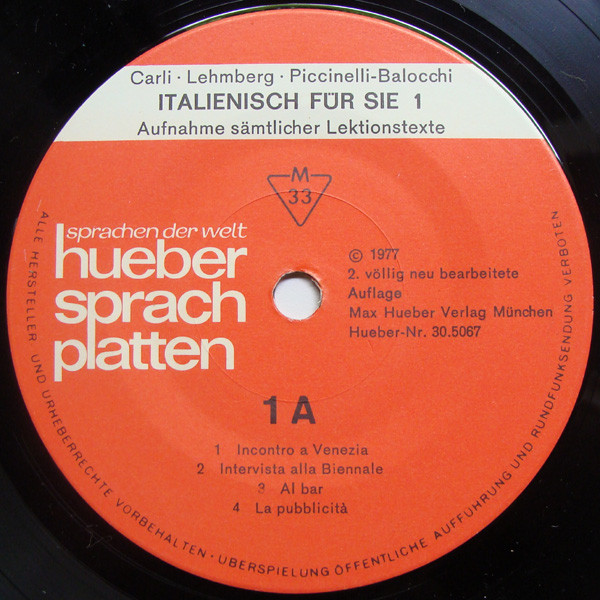 Carli · Lehmberg · Piccinelli-Balocchi
ITALIENISCH FÜR SIE 1
Aufnahme sämtlicher Lektionstexte
M
33
sprachen der welt
hueber
sprach
platten
© 1977
2. völlig neu bearbeitete
Auflage
Max Hueber Verlag München
Hueber-Nr. 30.5067
1 A
1 Incontro a Venezia
2 Intervista alla Biennale
3 Al bar
4 La pubblicità
ALLE HERSTELLER UND URHEBERRECHTE VORBEHALTEN · ÜBERSPIELUNG ÖFFENTLICHE AUFFÜHRUNG UND RUNDFUNKSENDUNG VERBOTEN